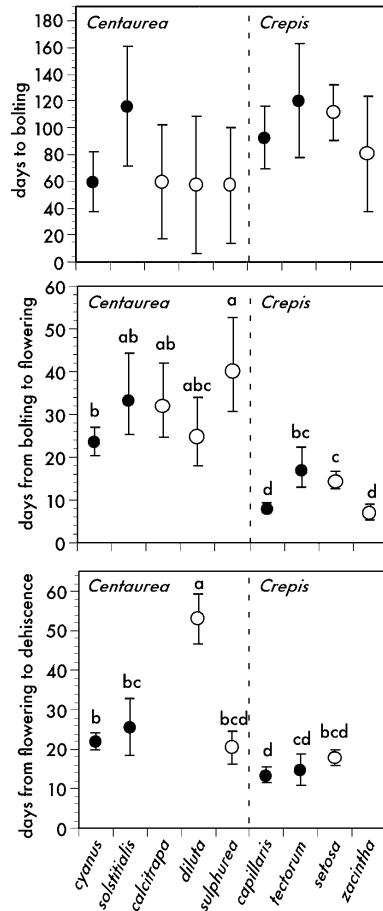 Centaurea Crepis
days to bolting
180
160
140
120
100
80
60
40
20
0
Centaurea Crepis
days from bolting to flowering
60
50
40
30
20
10
0
b ab ab abc a d bc c d
Centaurea Crepis
days from flowering to dehiscence
60
50
40
30
20
10
0
b bc a bcd d cd bcd
cyanus
solstitialis
calcitrapa
diluta
sulphurea
capillaris
tectorum
setosa
zacintha